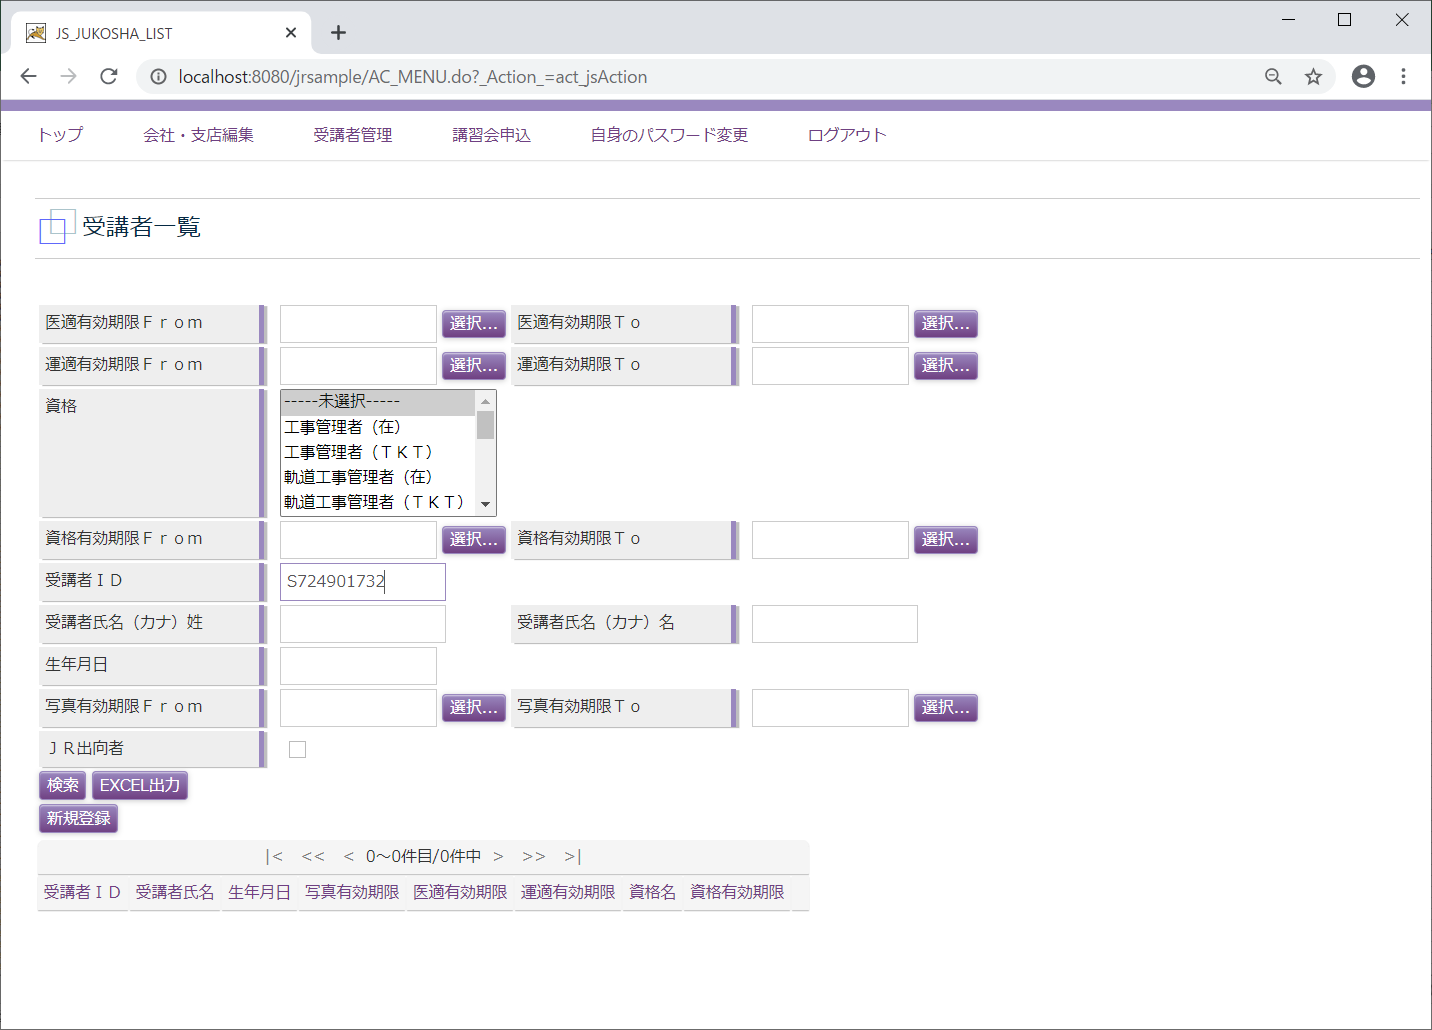 JS_JUKOSHA_LIST
localhost:8080/jrsample/AC_MENU.do?_Action_=act_jsAction
トップ 会社・支店編集 受講者管理 講習会申込 自身のパスワード変更 ログアウト
受講者一覧
医適有効期限Ｆｒｏｍ 選択... 医適有効期限Ｔｏ 選択...
運適有効期限Ｆｒｏｍ 選択... 運適有効期限Ｔｏ 選択...
資格 -----未選択-----
工事管理者（在）
工事管理者（ＴＫＴ）
軌道工事管理者（在）
軌道工事管理者（ＴＫＴ）
資格有効期限Ｆｒｏｍ 選択... 資格有効期限Ｔｏ 選択...
受講者ＩＤ S724901732
受講者氏名（カナ）姓 受講者氏名（カナ）名
生年月日
写真有効期限Ｆｒｏｍ 選択... 写真有効期限Ｔｏ 選択...
ＪＲ出向者
検索 EXCEL出力
新規登録
|< << < 0～0件目/0件中 > >> >|
受講者ＩＤ 受講者氏名 生年月日 写真有効期限 医適有効期限 運適有効期限 資格名 資格有効期限